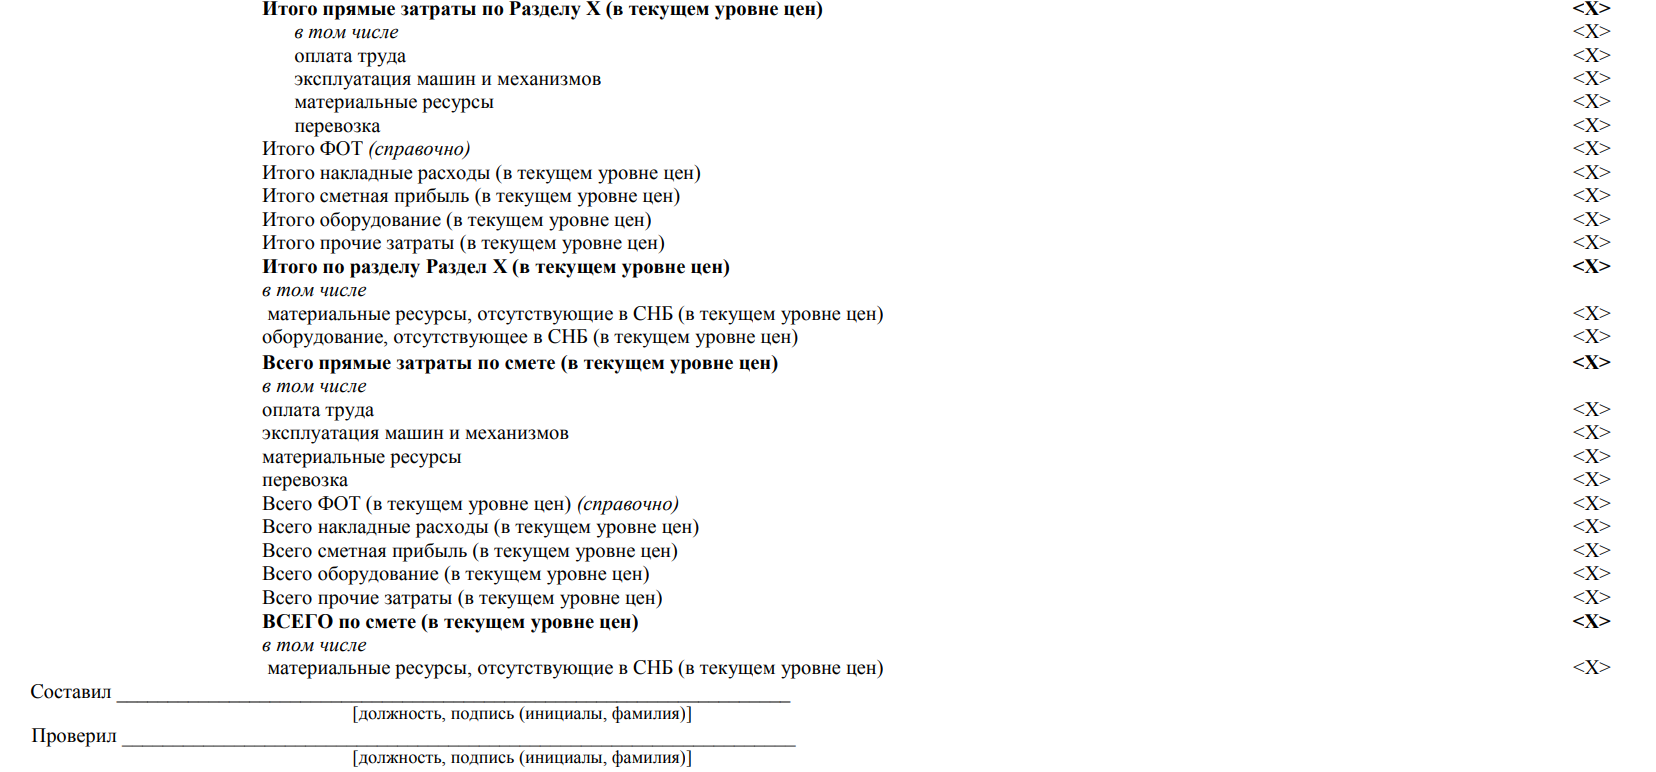 Итого прямые затраты по Разделу X (в текущем уровне цен) <X>
в том числе <X>
оплата труда <X>
эксплуатация машин и механизмов <X>
материальные ресурсы <X>
перевозка <X>
Итого ФОТ (справочно) <X>
Итого накладные расходы (в текущем уровне цен) <X>
Итого сметная прибыль (в текущем уровне цен) <X>
Итого оборудование (в текущем уровне цен) <X>
Итого прочие затраты (в текущем уровне цен) <X>
Итого по разделу Раздел X (в текущем уровне цен) <X>
в том числе
материальные ресурсы, отсутствующие в СНБ (в текущем уровне цен) <X>
оборудование, отсутствующее в СНБ (в текущем уровне цен) <X>
Всего прямые затраты по смете (в текущем уровне цен) <X>
в том числе
оплата труда <X>
эксплуатация машин и механизмов <X>
материальные ресурсы <X>
перевозка <X>
Всего ФОТ (в текущем уровне цен) (справочно) <X>
Всего накладные расходы (в текущем уровне цен) <X>
Всего сметная прибыль (в текущем уровне цен) <X>
Всего оборудование (в текущем уровне цен) <X>
Всего прочие затраты (в текущем уровне цен) <X>
ВСЕГО по смете (в текущем уровне цен) <X>
в том числе
материальные ресурсы, отсутствующие в СНБ (в текущем уровне цен) <X>
Составил ____________________
[должность, подпись (инициалы, фамилия)]
Проверил ____________________
[должность, подпись (инициалы, фамилия)]